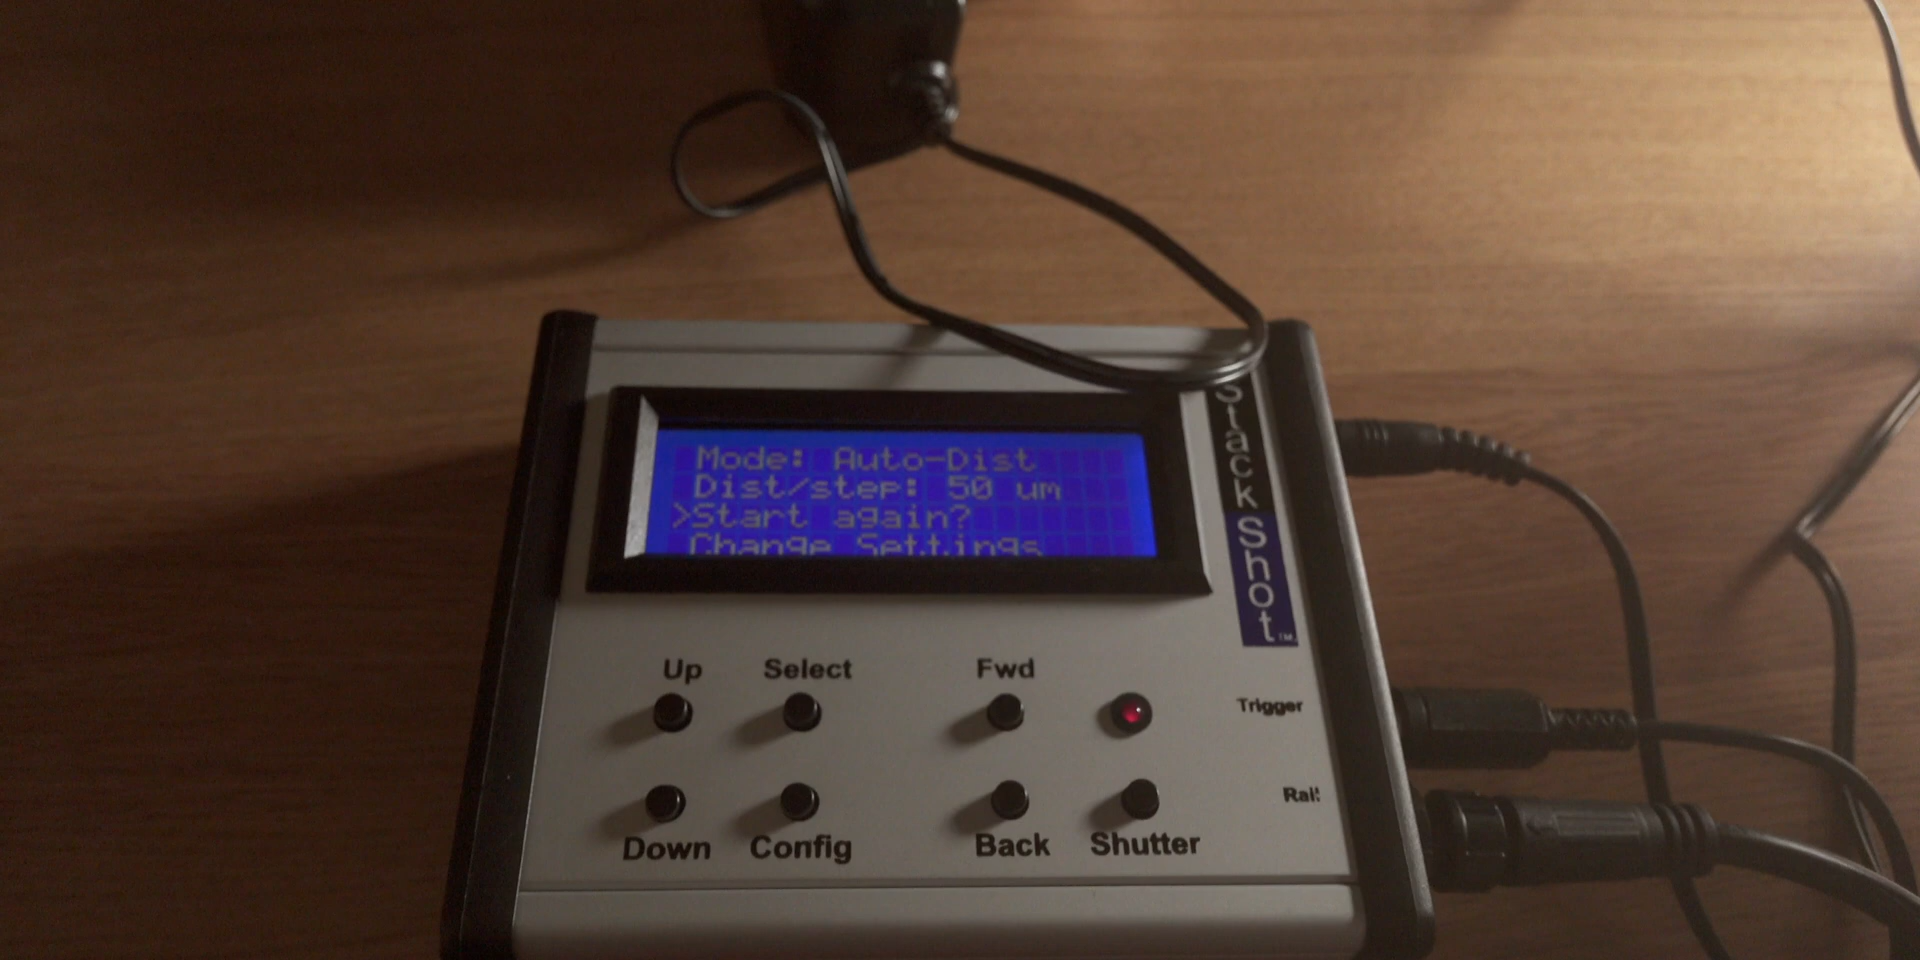 Mode: Auto-Dist
Dist/step: 50 um
>Start again?
Change Settings
StackShot™
Up
Select
Fwd
Trigger
Rail
Down
Config
Back
Shutter